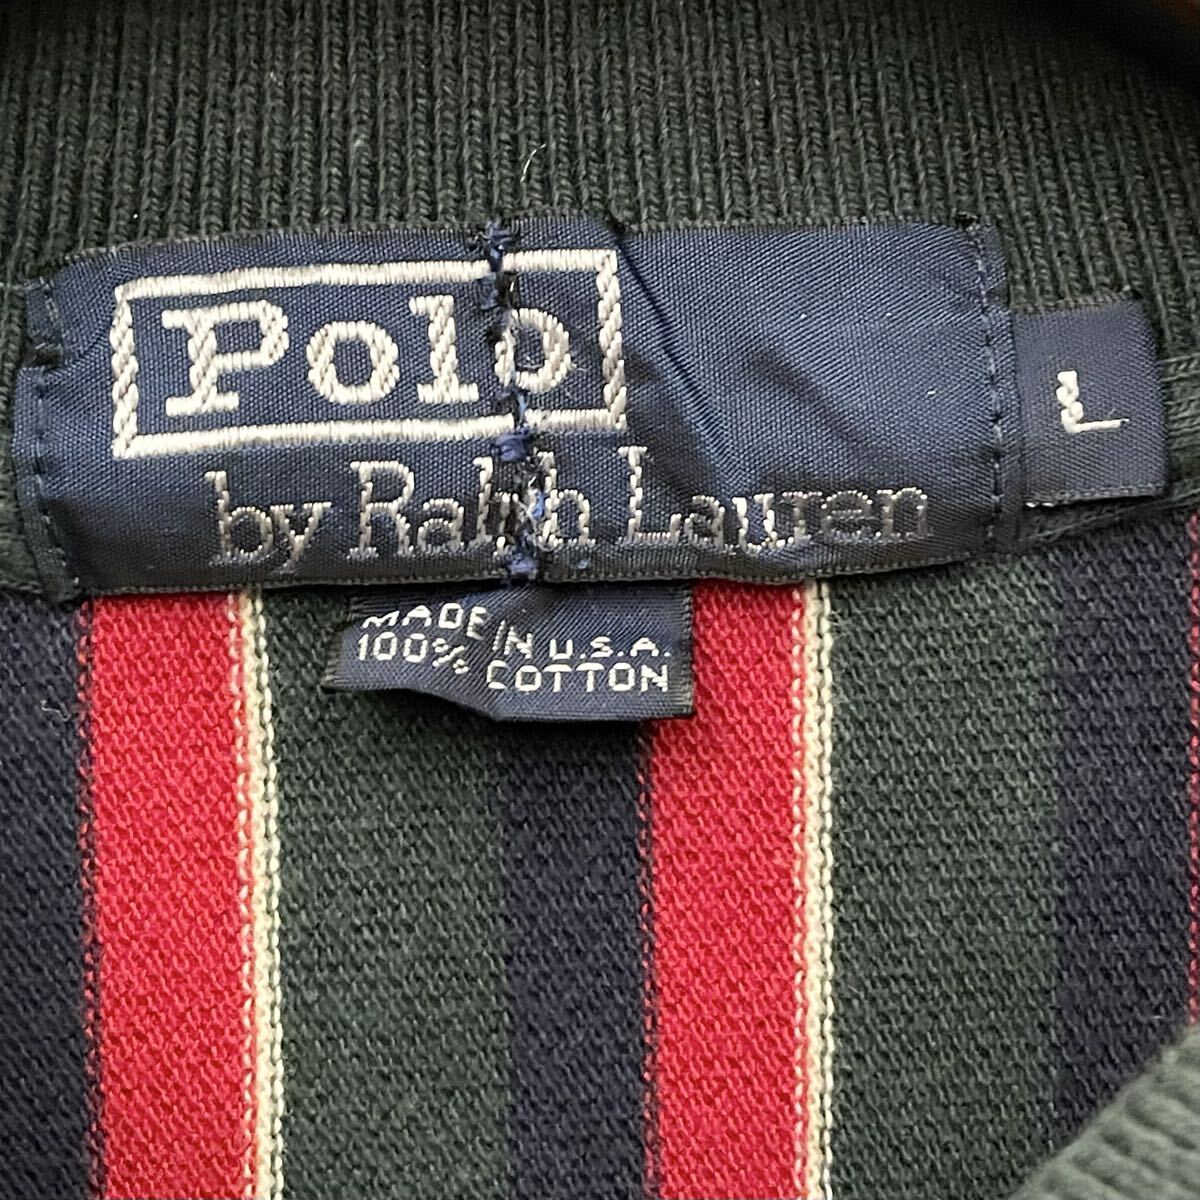 Polo
by Ralph Lauren
L
MADE IN U.S.A.
100% COTTON